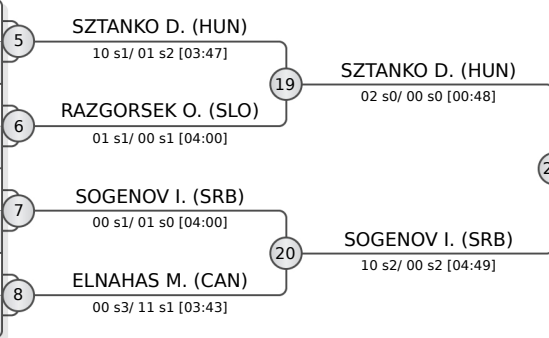 5
SZTANKO D. (HUN)
10 s1/ 01 s2 [03:47]
19
SZTANKO D. (HUN)
02 s0/ 00 s0 [00:48]
6
RAZGORSEK O. (SLO)
01 s1/ 00 s1 [04:00]
7
SOGENOV I. (SRB)
00 s1/ 01 s0 [04:00]
20
SOGENOV I. (SRB)
10 s2/ 00 s2 [04:49]
8
ELNAHAS M. (CAN)
00 s3/ 11 s1 [03:43]